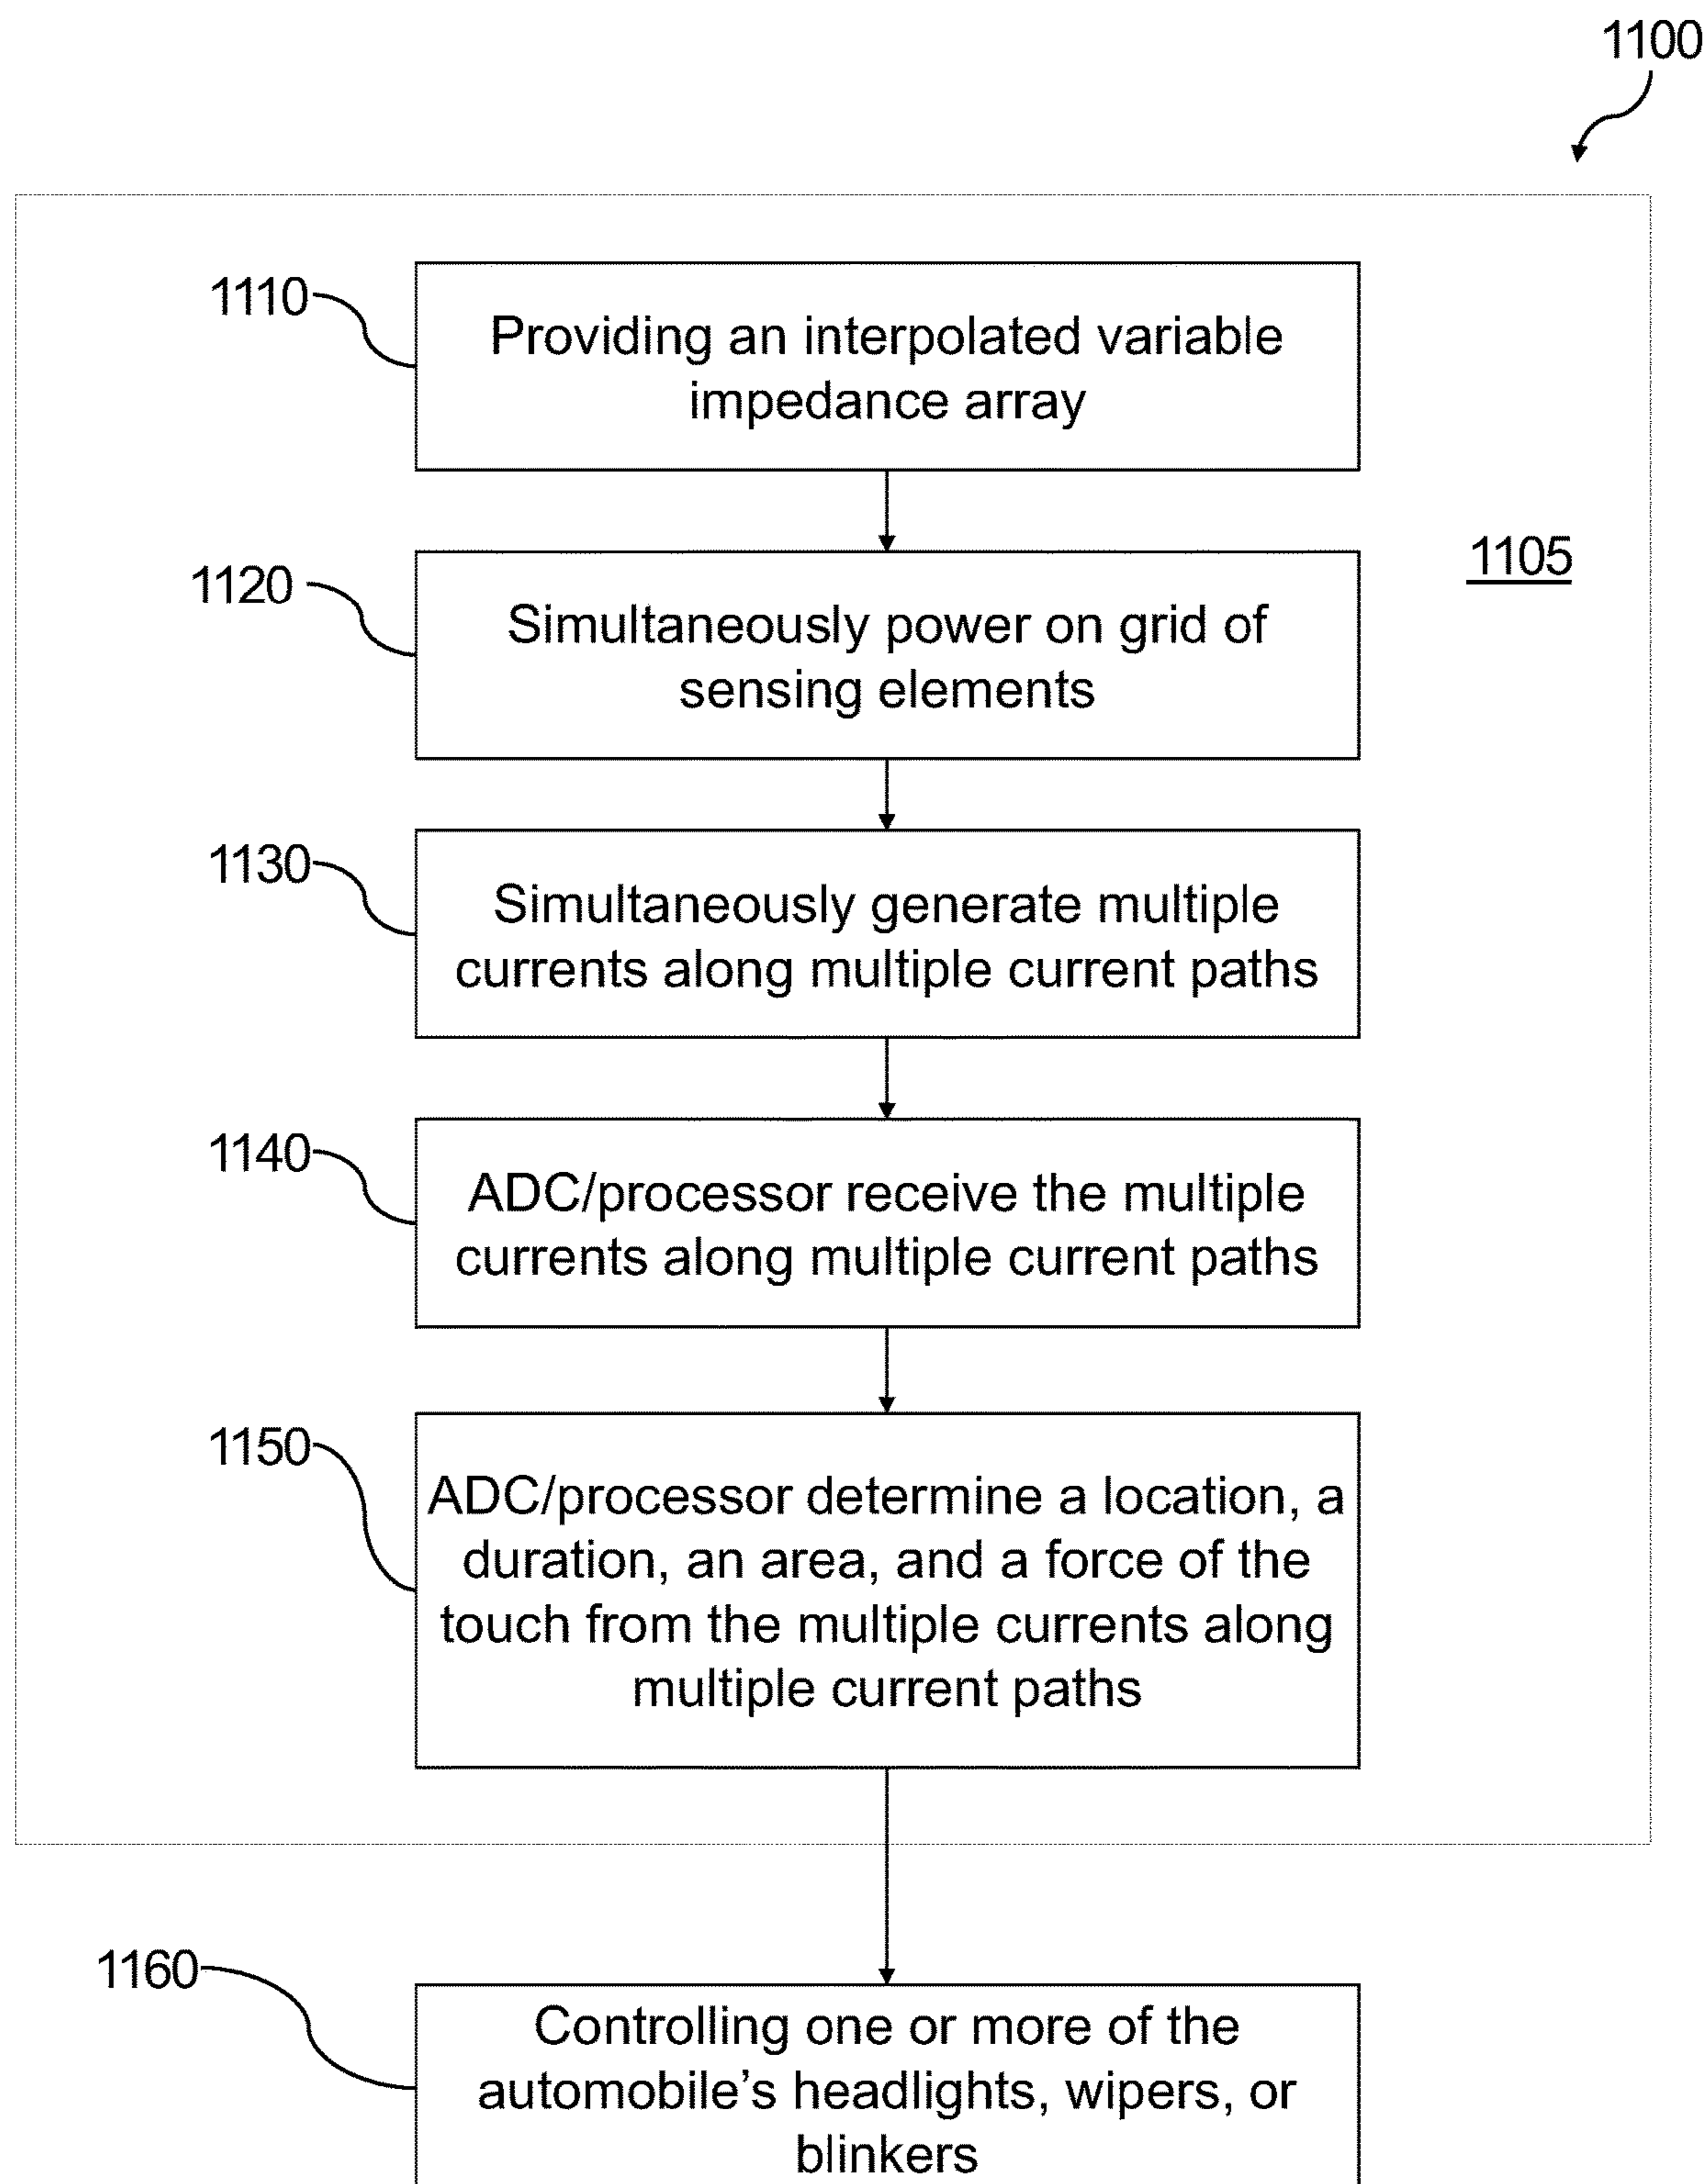 1100
1110
Providing an interpolated variable
impedance array
1120
Simultaneously power on grid of
sensing elements
1105
1130
Simultaneously generate multiple
currents along multiple current paths
1140
ADC/processor receive the multiple
currents along multiple current paths
1150
ADC/processor determine a location, a
duration, an area, and a force of the
touch from the multiple currents along
multiple current paths
1160
Controlling one or more of the
automobile’s headlights, wipers, or
blinkers